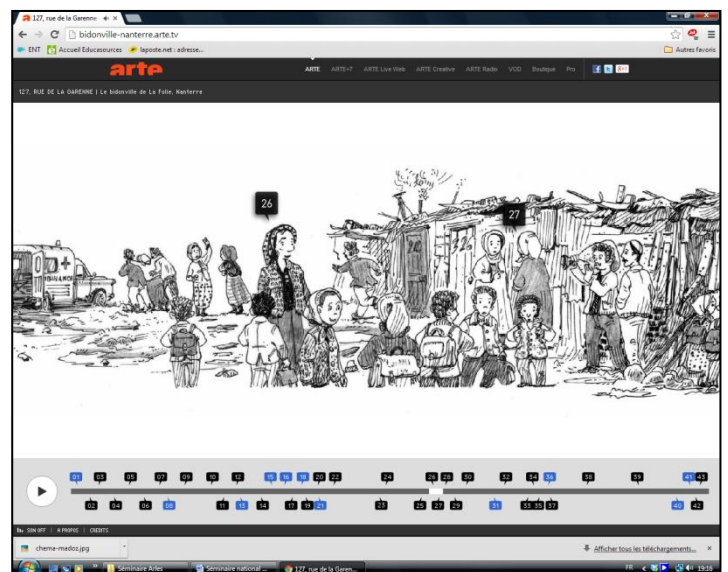 127, rue de la Garenne
bidonville-nanterre.arte.tv
ENT Accueil Educasources laposte.net : adresse... Autres favoris
arte ARTE ARTE+7 ARTE Live Web ARTE Creative ARTE Radio VOD Boutique Pro
127, RUE DE LA GARENNE | Le bidonville de La Folie, Nanterre
26
27
AMBULANCE
01 03 05 07 09 10 12 15 16 18 20 22 24 26 28 30 32 34 36 38 39 41 43
02 04 06 08 11 13 14 17 19 21 23 25 27 29 31 33 35 37 40 42
SON OFF | A PROPOS | CREDITS
chema-madoz.jpg Afficher tous les téléchargements...
Séminaire Arles Séminaire national ... 127, rue de la Garen... FR 19:16